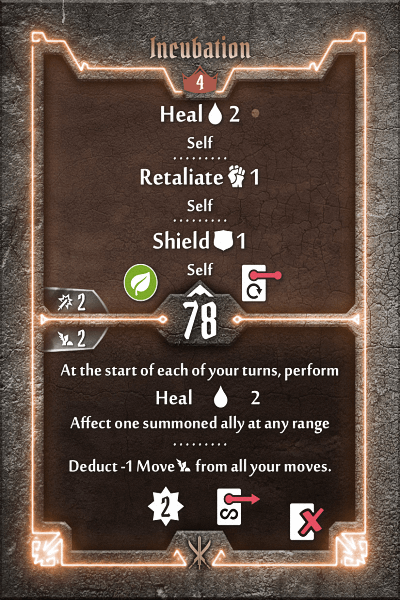 Incubation
4
Heal 2
Self
Retaliate 1
Self
Shield 1
Self
2
78
2
At the start of each of your turns, perform
Heal 2
Affect one summoned ally at any range
Deduct -1 Move from all your moves.
2